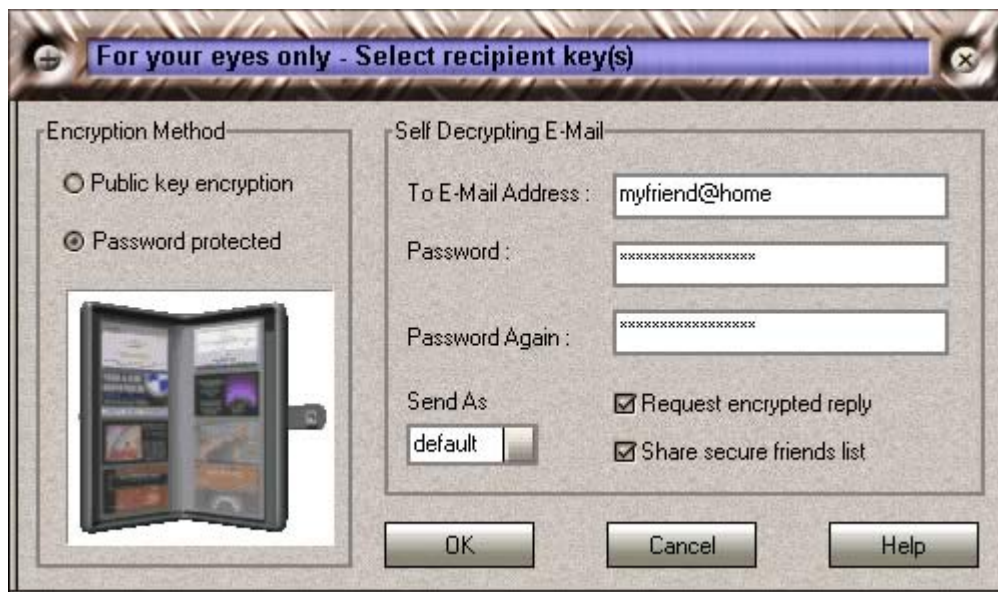 For your eyes only - Select recipient key(s)
Encryption Method
Public key encryption
Password protected
Self Decrypting E-Mail
To E-Mail Address : myfriend@home
Password : *****************
Password Again : *****************
Send As
default
Request encrypted reply
Share secure friends list
OK Cancel Help